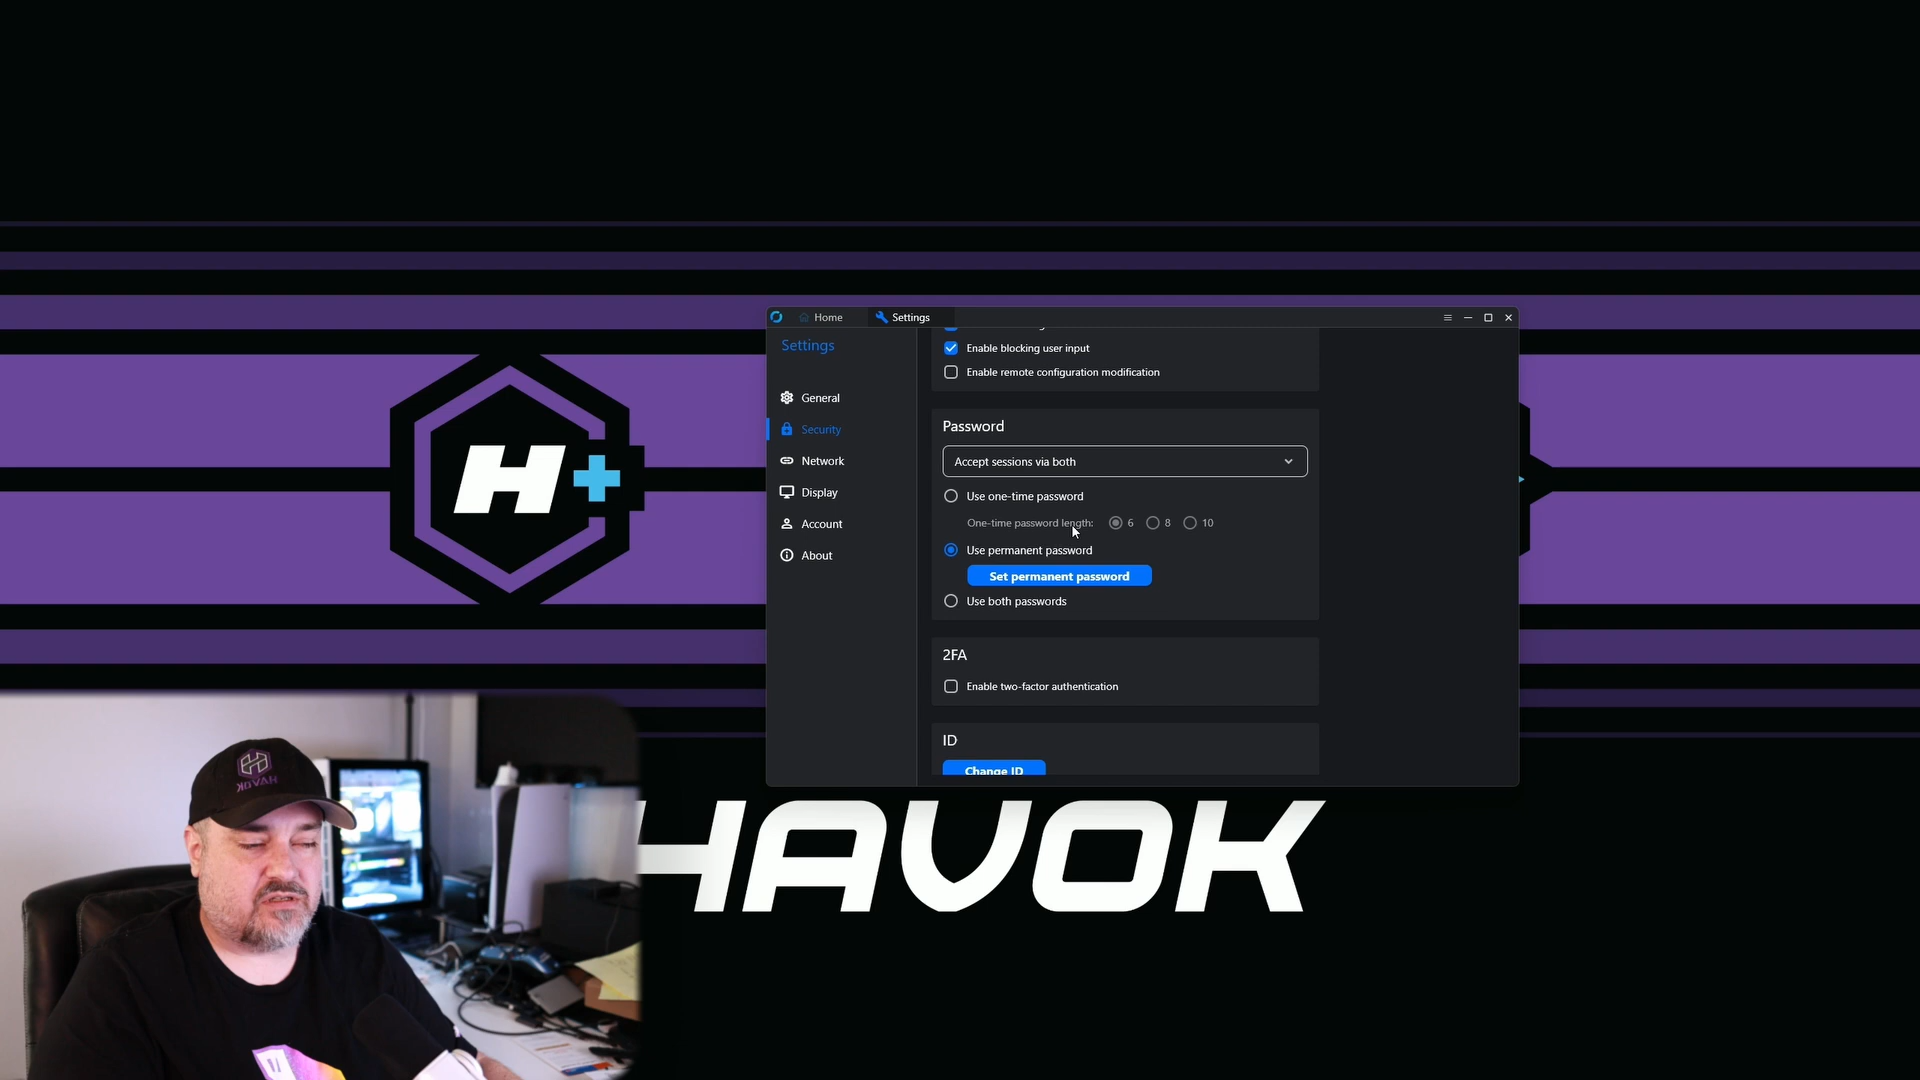 Home
Settings
Settings
General
Security
Network
Display
Account
About
Enable blocking user input
Enable remote configuration modification
Password
Accept sessions via both
Use one-time password
One-time password length: 6 8 10
Use permanent password
Set permanent password
Use both passwords
2FA
Enable two-factor authentication
ID
Change ID
H+
HAVOK
HAVOK